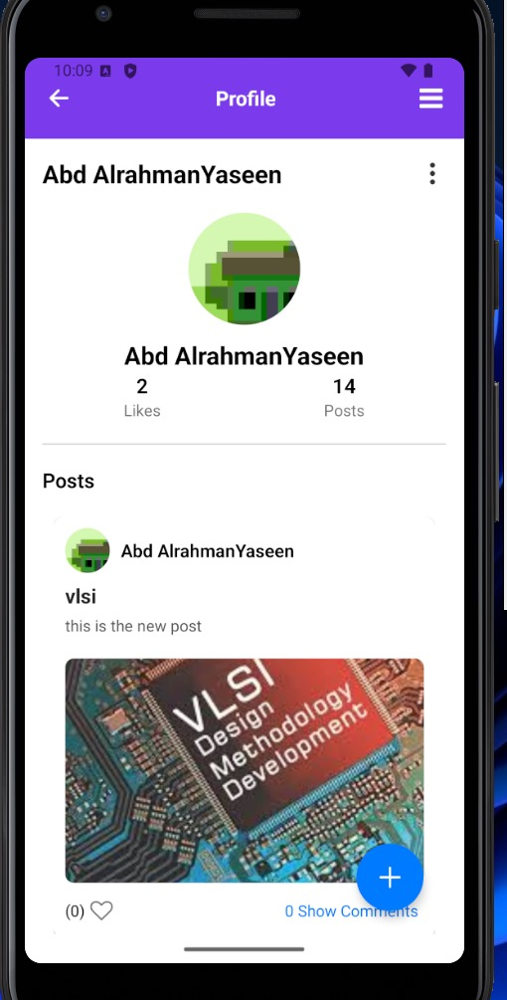 10:09
Profile
Abd AlrahmanYaseen
Abd AlrahmanYaseen
2 14
Likes Posts
Posts
Abd AlrahmanYaseen
vlsi
this is the new post
VLSI
Design
Methodology
Development
(0) 0 Show Comments